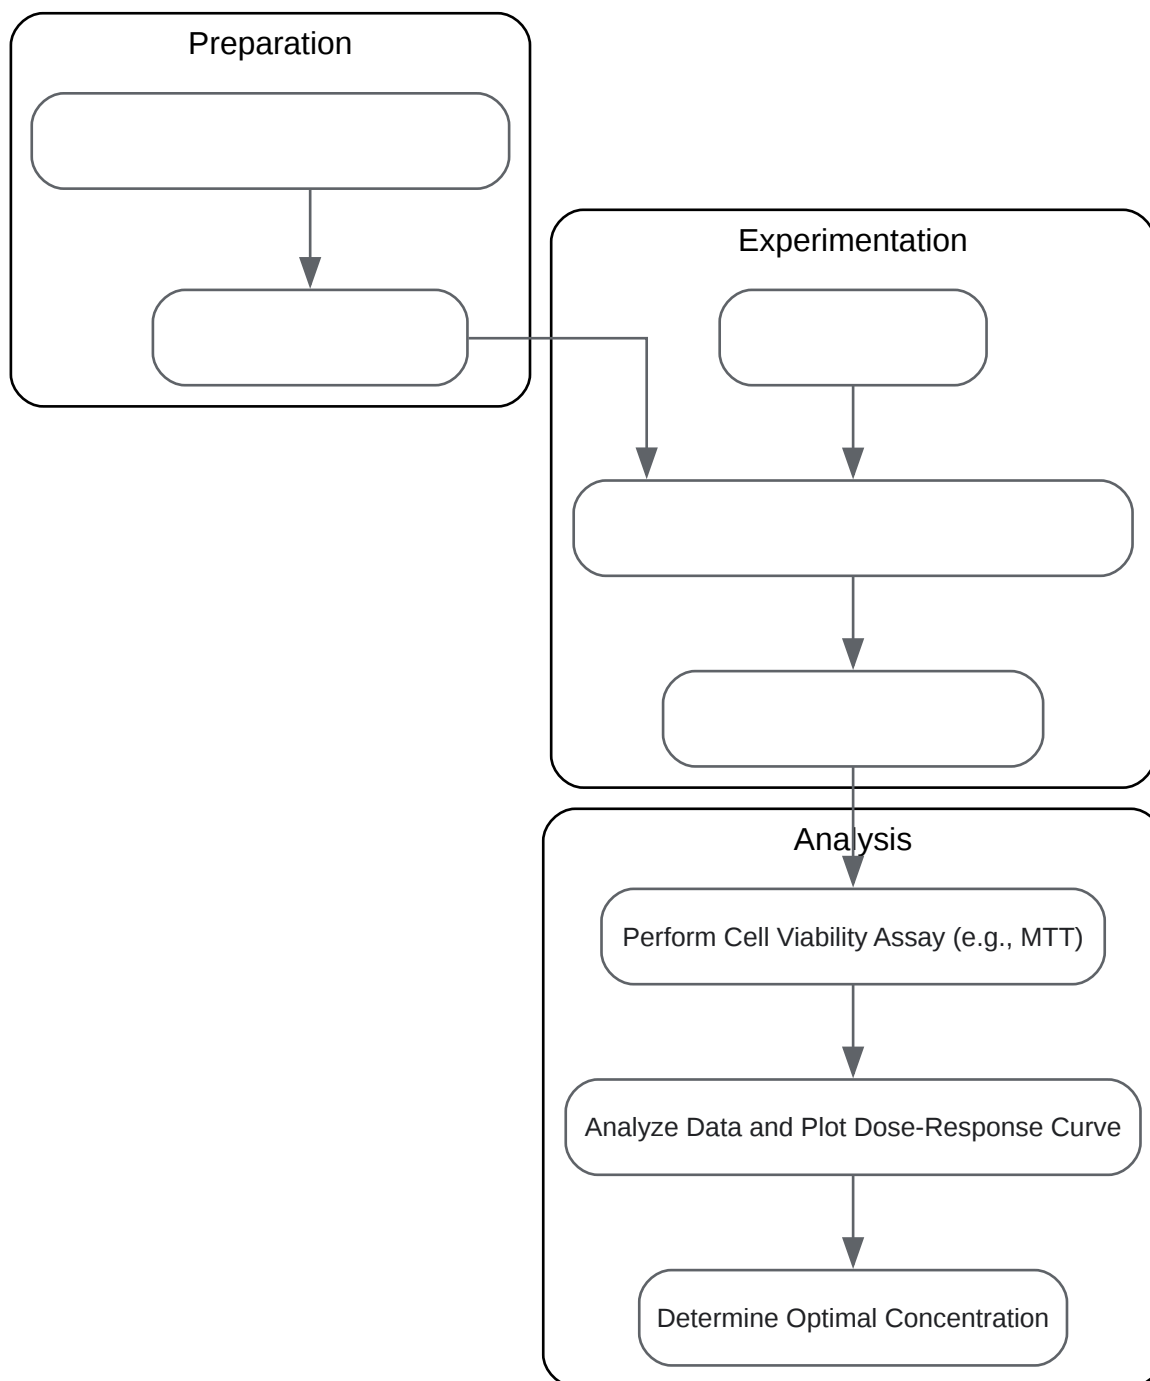 Preparation
Experimentation
Analysis
Perform Cell Viability Assay (e.g., MTT)
Analyze Data and Plot Dose-Response Curve
Determine Optimal Concentration